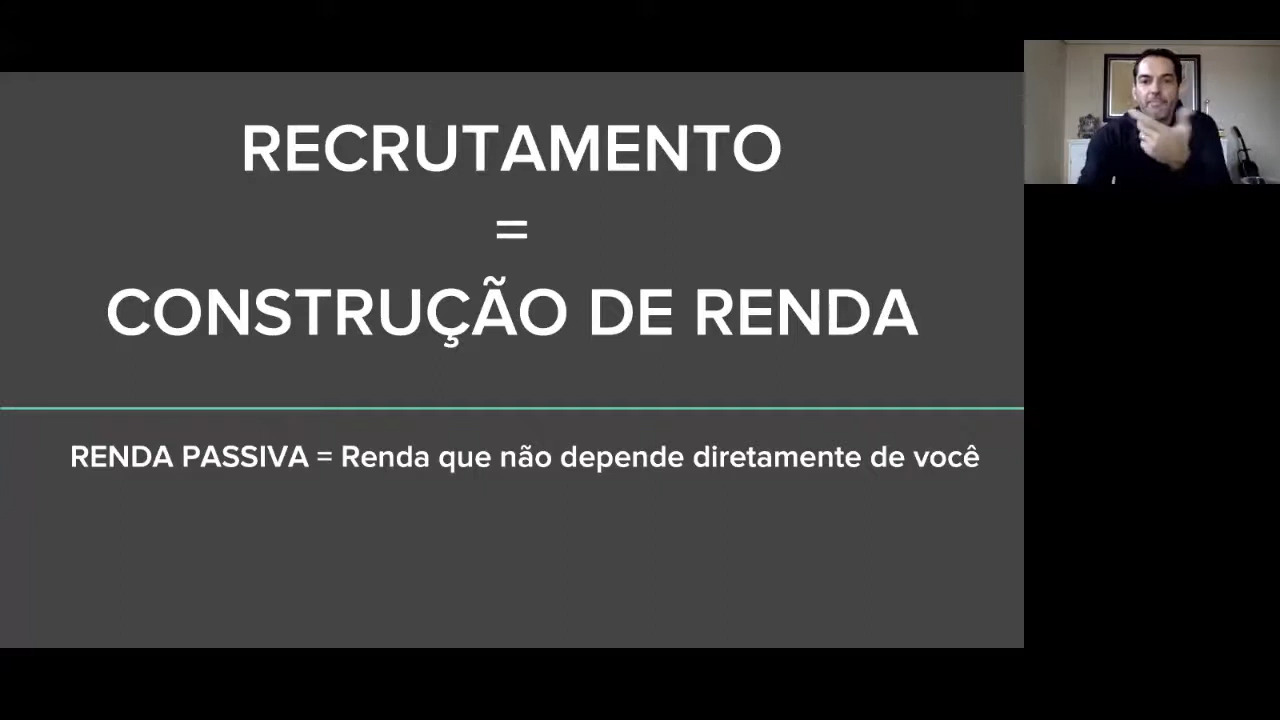 RECRUTAMENTO
=
CONSTRUÇÃO DE RENDA
RENDA PASSIVA = Renda que não depende diretamente de você